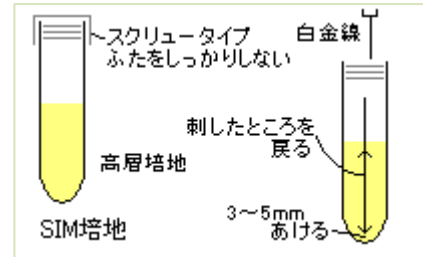 スクリュータイプ
ふたをしっかりしない
高層培地
SIM培地
白金線
刺したところを
戻る
3～5mm
あける